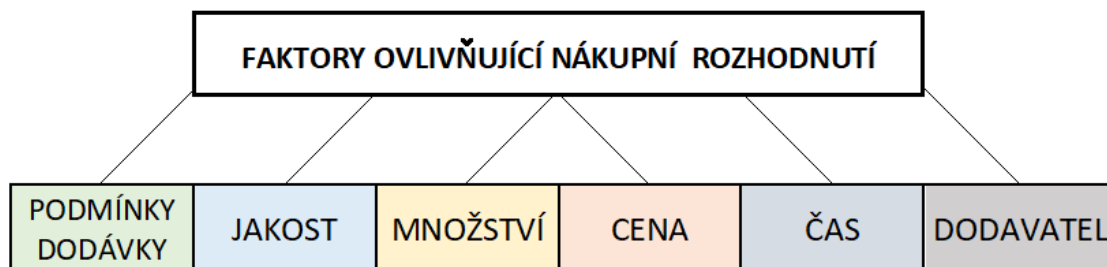 FAKTORY OVLIVŇUJÍCÍ NÁKUPNÍ ROZHODNUTÍ
PODMÍNKY
DODÁVKY
JAKOST
MNOŽSTVÍ
CENA
ČAS
DODAVATEL